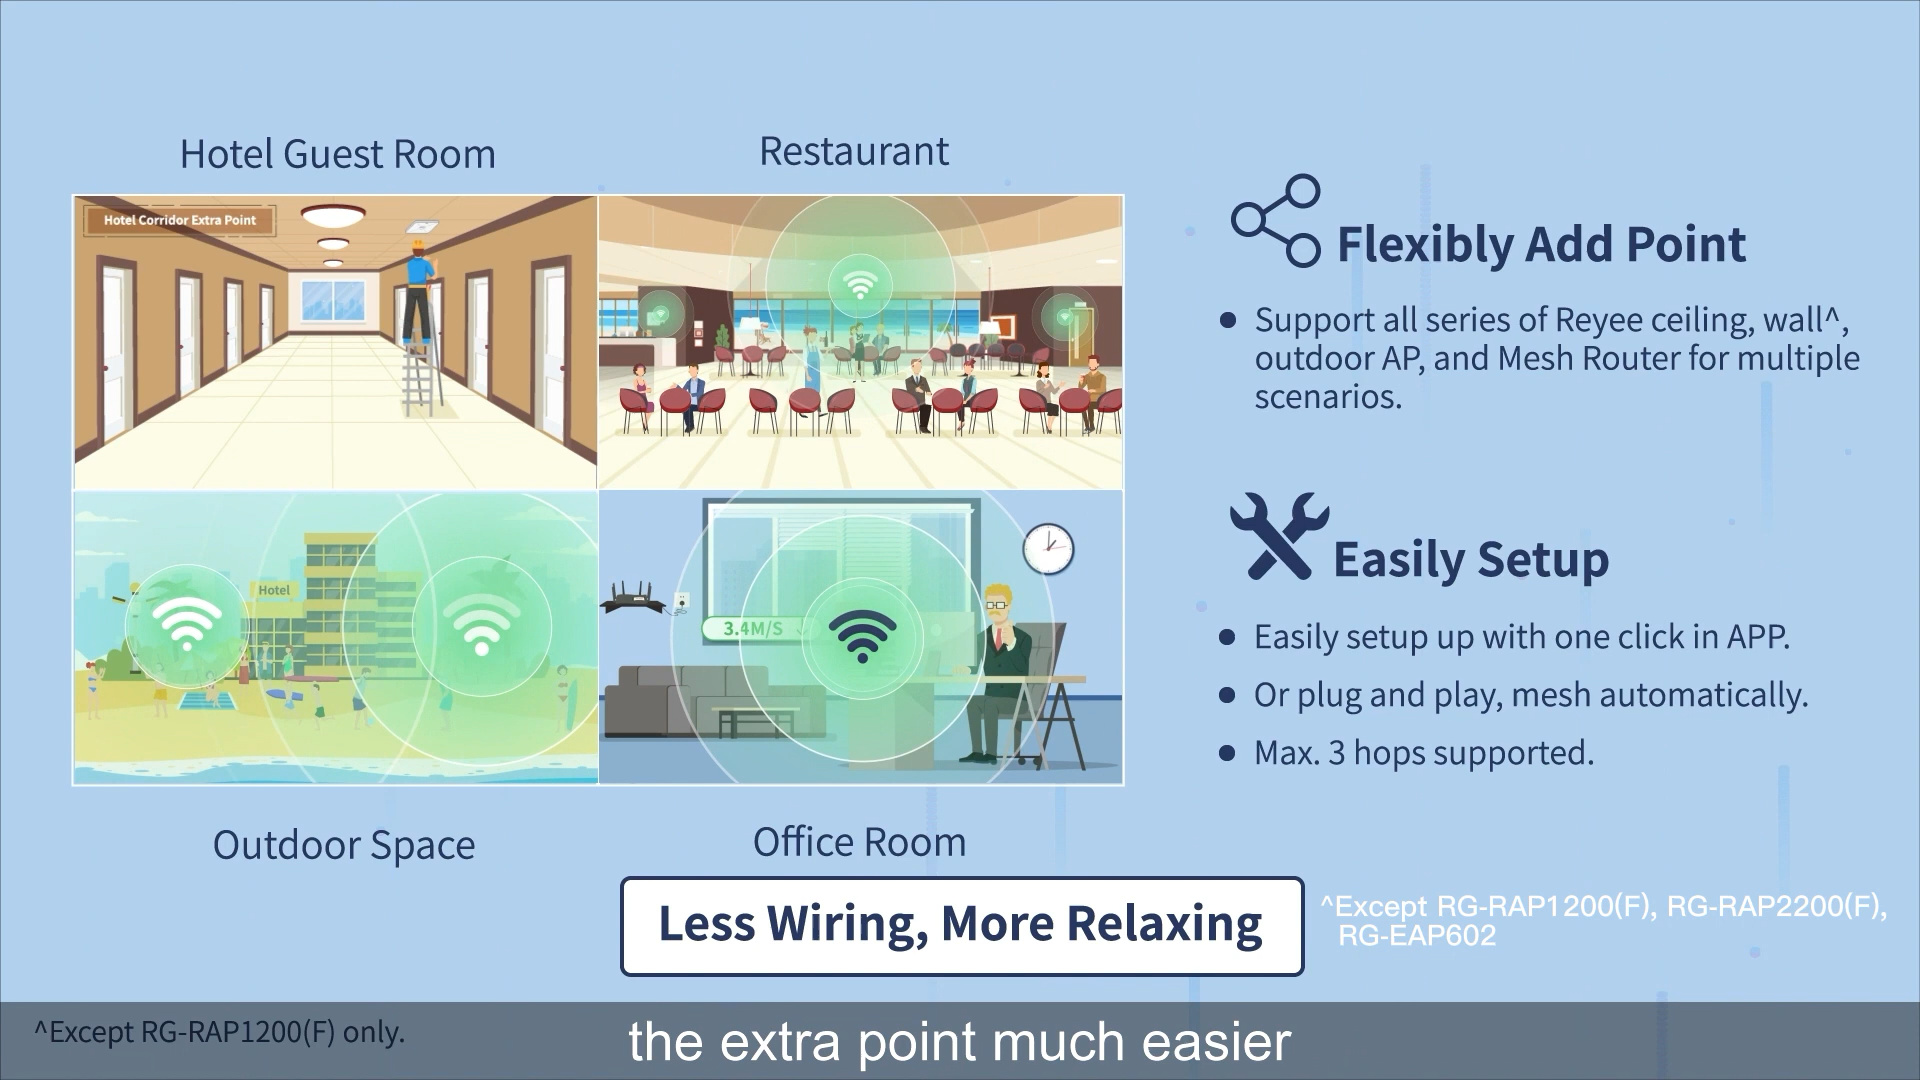 Hotel Guest Room
Restaurant
Hotel Corridor Extra Point
Hotel
3.4M/S
Outdoor Space
Office Room
Flexibly Add Point
Support all series of Reyee ceiling, wall^,
outdoor AP, and Mesh Router for multiple
scenarios.
Easily Setup
Easily setup up with one click in APP.
Or plug and play, mesh automatically.
Max. 3 hops supported.
Less Wiring, More Relaxing
^Except RG-RAP1200(F), RG-RAP2200(F),
RG-EAP602
^Except RG-RAP1200(F) only.
the extra point much easier